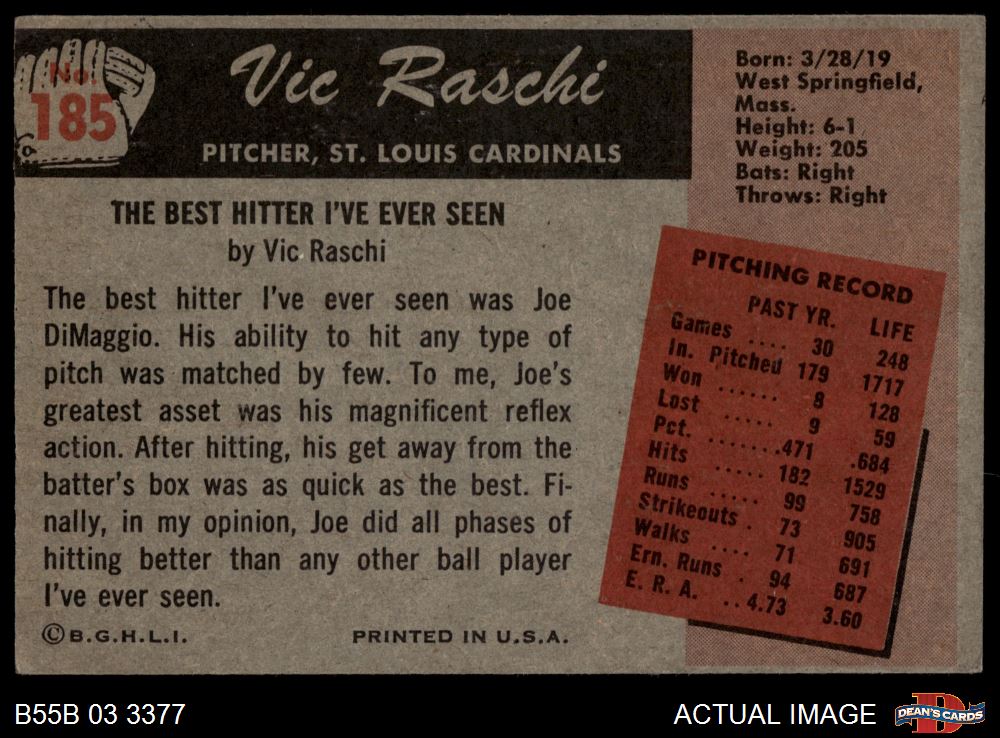 No.
185
Vic Raschi
PITCHER, ST. LOUIS CARDINALS
Born: 3/28/19
West Springfield,
Mass.
Height: 6-1
Weight: 205
Bats: Right
Throws: Right
THE BEST HITTER I'VE EVER SEEN
by Vic Raschi
The best hitter I've ever seen was Joe
DiMaggio. His ability to hit any type of
pitch was matched by few. To me, Joe's
greatest asset was his magnificent reflex
action. After hitting, his get away from the
batter's box was as quick as the best. Fi-
nally, in my opinion, Joe did all phases of
hitting better than any other ball player
I've ever seen.
©B.G.H.L.I. PRINTED IN U.S.A.
PITCHING RECORD
PAST YR. LIFE
Games .... 30 248
In. Pitched 179 1717
Won ...... 8 128
Lost ..... 9 59
Pct. .......471 .684
Hits ..... 182 1529
Runs ..... 99 758
Strikeouts . 73 905
Walks .... 71 691
Ern. Runs . 94 687
E. R. A. ..4.73 3.60
B55B 03 3377
ACTUAL IMAGE
DEAN'S CARDS